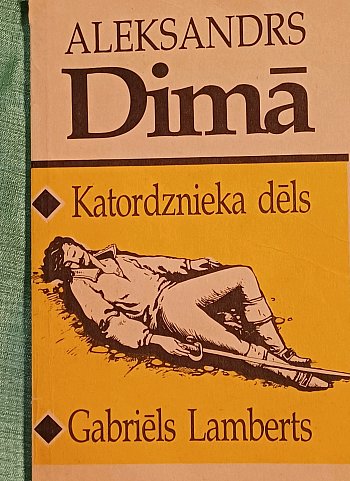 ALEKSANDRS
Dimā
Katordznieka dēls
Gabriēls Lamberts